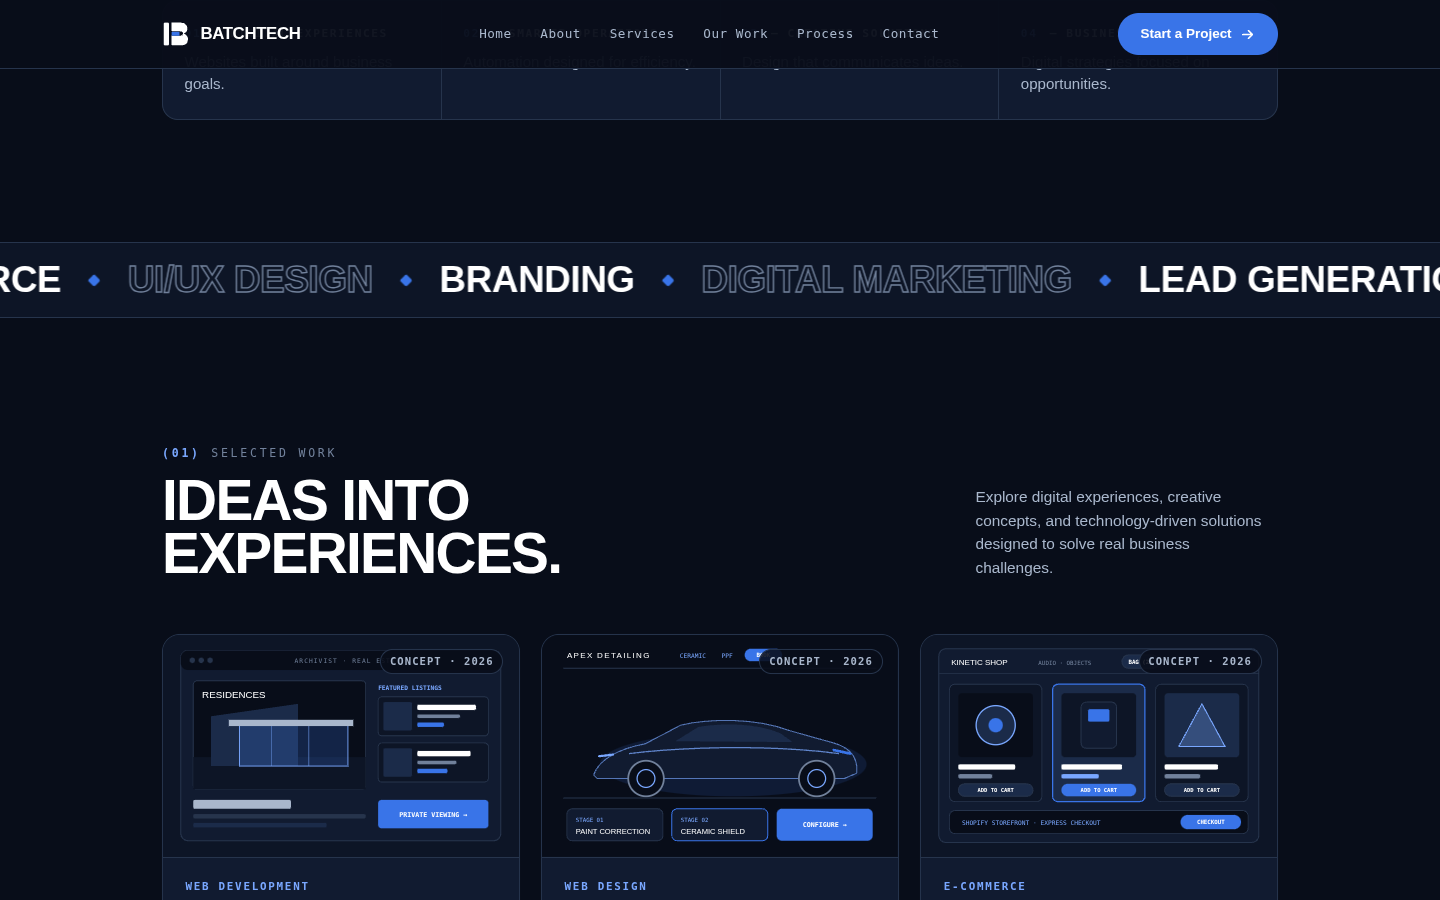 BATCHTECH
Home About Services Our Work Process Contact
Start a Project →
goals.
opportunities.
RCE ◆ UI/UX DESIGN ◆ BRANDING ◆ DIGITAL MARKETING ◆ LEAD GENERATIO
(01) SELECTED WORK
IDEAS INTO
EXPERIENCES.
Explore digital experiences, creative
concepts, and technology-driven solutions
designed to solve real business
challenges.
ARCHIVIST · REAL E
CONCEPT · 2026
RESIDENCES
FEATURED LISTINGS
PRIVATE VIEWING →
WEB DEVELOPMENT
APEX DETAILING
CERAMIC
PPF
CONCEPT · 2026
STAGE 01
PAINT CORRECTION
STAGE 02
CERAMIC SHIELD
CONFIGURE →
WEB DESIGN
KINETIC SHOP
AUDIO · OBJECTS
BAG
CONCEPT · 2026
ADD TO CART
ADD TO CART
ADD TO CART
SHOPIFY STOREFRONT · EXPRESS CHECKOUT
CHECKOUT
E-COMMERCE